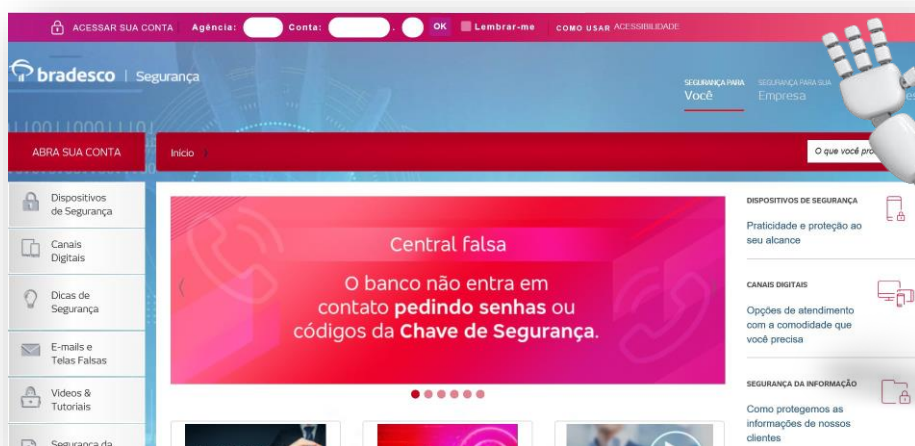 ACESSAR SUA CONTA Agência: Conta: . OK Lembrar-me COMO USAR ACESSIBILIDADE
bradesco | Segurança
SEGURANÇA PARA
Você
SEGURANÇA PARA SUA
Empresa
ABRA SUA CONTA
Início
O que você pro
Dispositivos
de Segurança
Canais
Digitais
Dicas de
Segurança
E-mails e
Telas Falsas
Videos &
Tutoriais
Segurança da
Central falsa
O banco não entra em
contato pedindo senhas ou
códigos da Chave de Segurança.
DISPOSITIVOS DE SEGURANÇA
Praticidade e proteção ao
seu alcance
CANAIS DIGITAIS
Opções de atendimento
com a comodidade que
você precisa
SEGURANÇA DA INFORMAÇÃO
Como protegemos as
informações de nossos
clientes